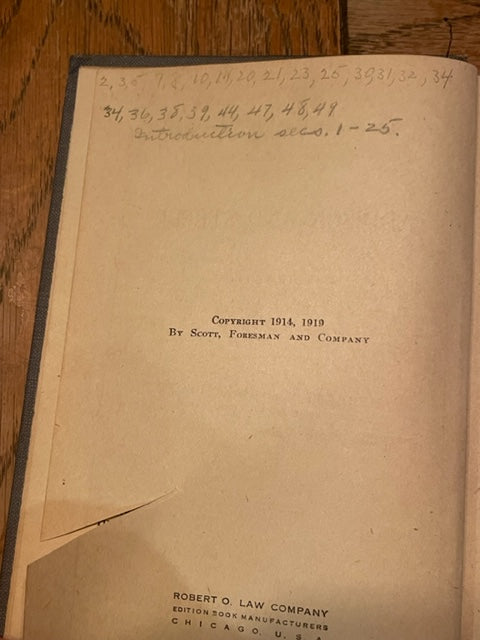 2, 3, 5, 7, 8, 10, 19, 20, 21, 23, 25, 30, 31, 32, 34
34, 36, 38, 39, 44, 47, 48, 49
Introduction secs. 1-25.
COPYRIGHT 1914, 1919
BY SCOTT, FORESMAN AND COMPANY
ROBERT O. LAW COMPANY
EDITION BOOK MANUFACTURERS
CHICAGO, U. S. A.